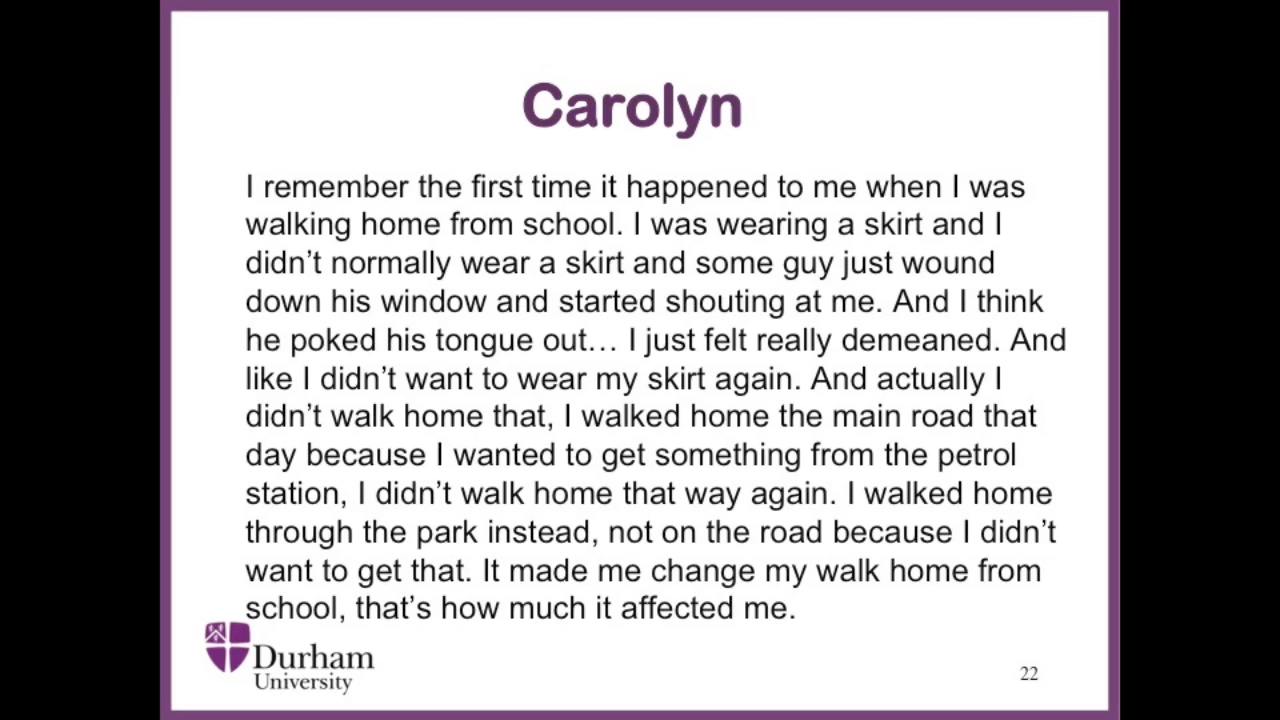 Carolyn
I remember the first time it happened to me when I was
walking home from school. I was wearing a skirt and I
didn’t normally wear a skirt and some guy just wound
down his window and started shouting at me. And I think
he poked his tongue out… I just felt really demeaned. And
like I didn’t want to wear my skirt again. And actually I
didn’t walk home that, I walked home the main road that
day because I wanted to get something from the petrol
station, I didn’t walk home that way again. I walked home
through the park instead, not on the road because I didn’t
want to get that. It made me change my walk home from
school, that’s how much it affected me.
Durham
University
22